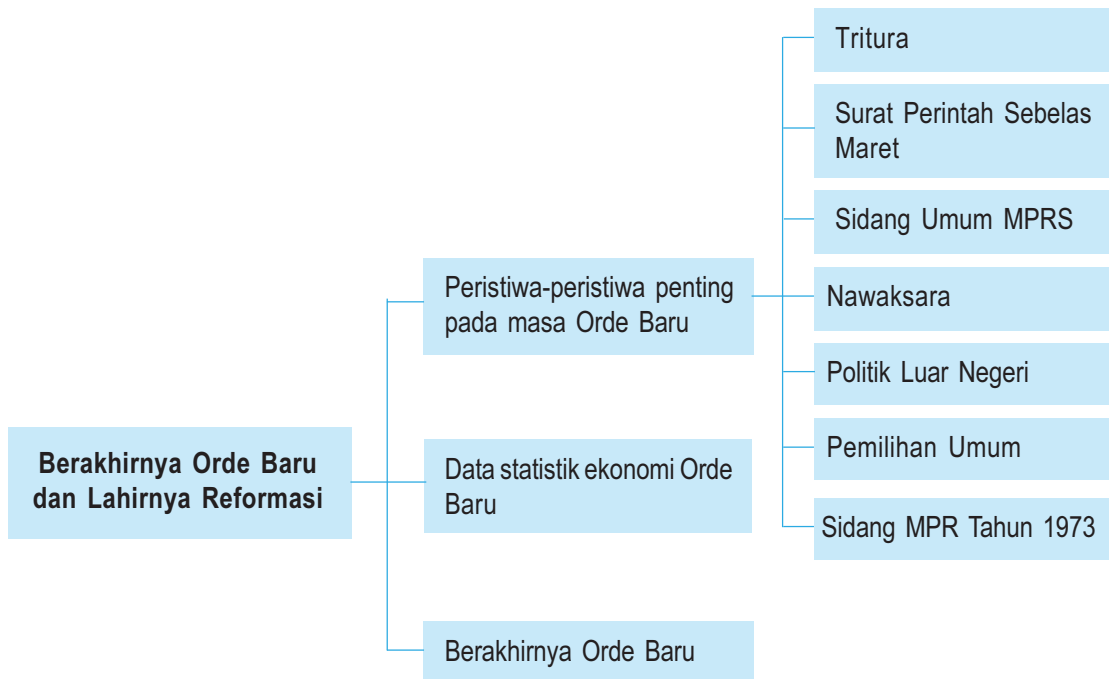 Berakhirnya Orde Baru
dan Lahirnya Reformasi
Peristiwa-peristiwa penting
pada masa Orde Baru
Tritura
Surat Perintah Sebelas
Maret
Sidang Umum MPRS
Nawaksara
Politik Luar Negeri
Pemilihan Umum
Sidang MPR Tahun 1973
Data statistik ekonomi Orde
Baru
Berakhirnya Orde Baru